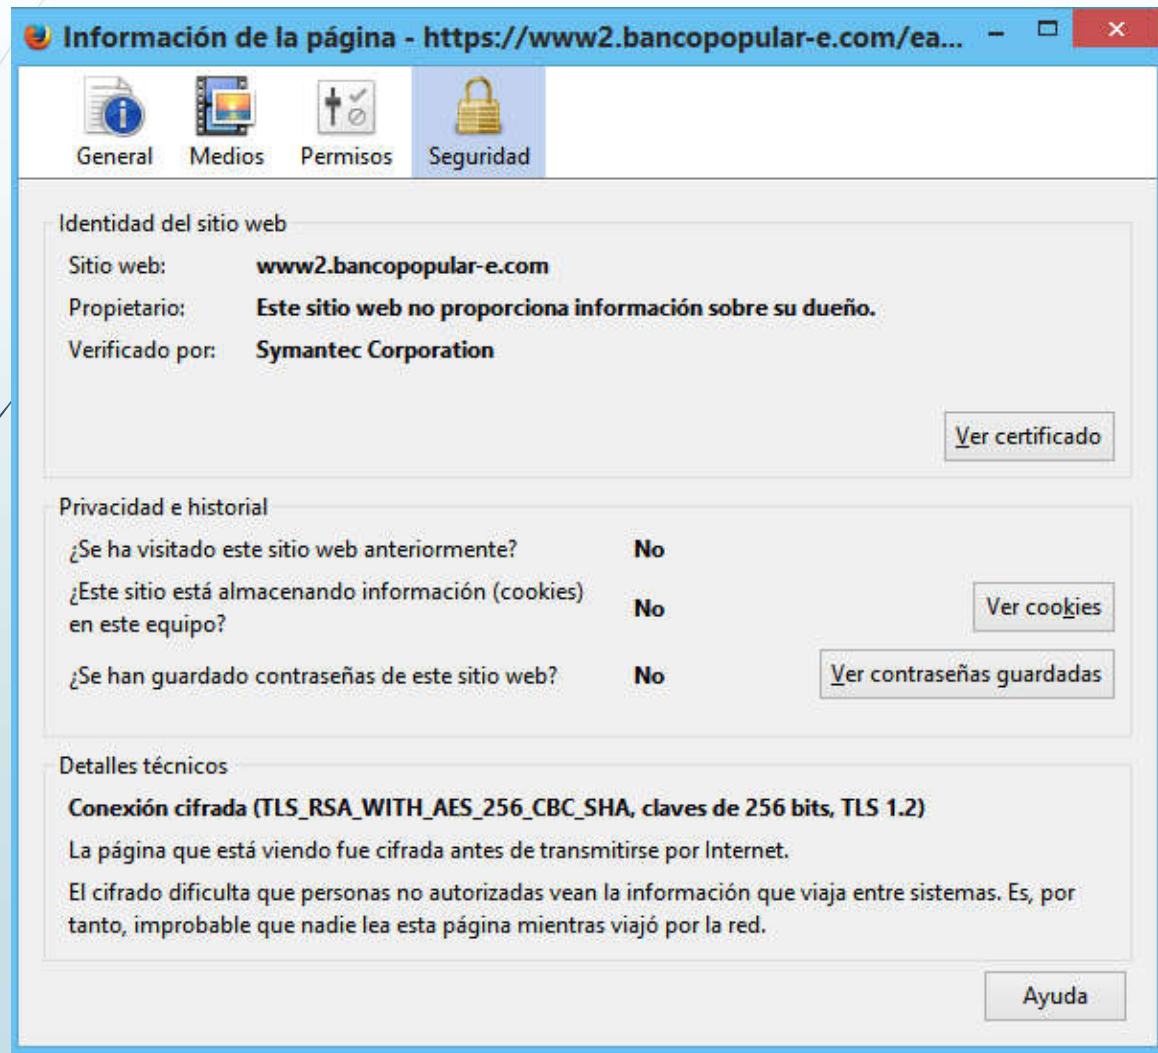 Información de la página - https://www2.bancopopular-e.com/ea...
General Medios Permisos Seguridad
Identidad del sitio web
Sitio web: www2.bancopopular-e.com
Propietario: Este sitio web no proporciona información sobre su dueño.
Verificado por: Symantec Corporation
Ver certificado
Privacidad e historial
¿Se ha visitado este sitio web anteriormente? No
¿Este sitio está almacenando información (cookies)
en este equipo? No Ver cookies
¿Se han guardado contraseñas de este sitio web? No Ver contraseñas guardadas
Detalles técnicos
Conexión cifrada (TLS_RSA_WITH_AES_256_CBC_SHA, claves de 256 bits, TLS 1.2)
La página que está viendo fue cifrada antes de transmitirse por Internet.
El cifrado dificulta que personas no autorizadas vean la información que viaja entre sistemas. Es, por
tanto, improbable que nadie lea esta página mientras viajó por la red.
Ayuda